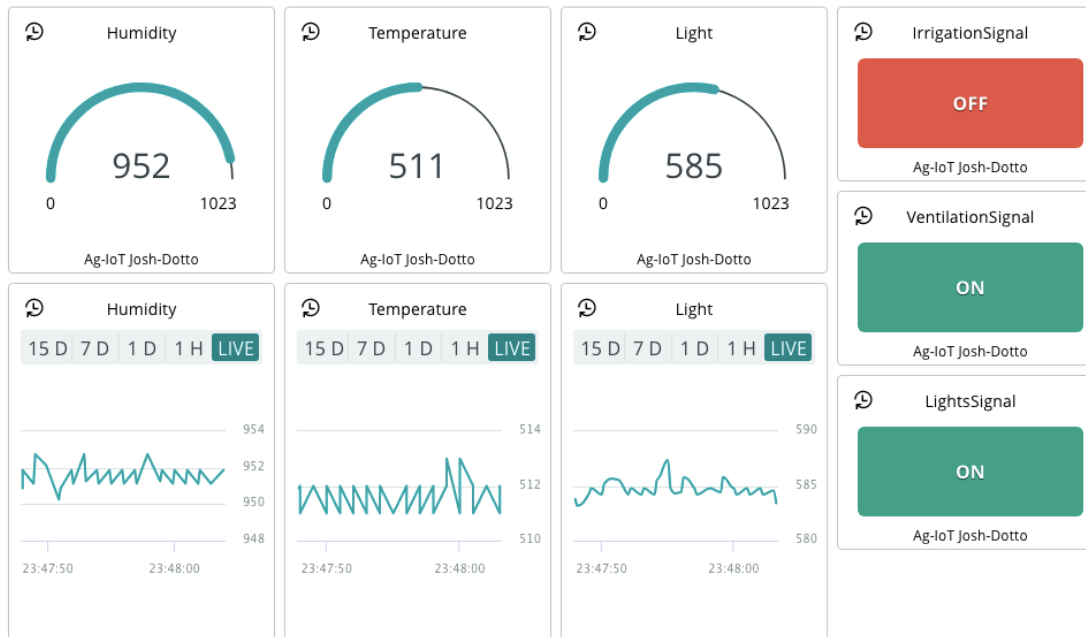 Humidity
952
0 1023
Ag-IoT Josh-Dotto
Temperature
511
0 1023
Ag-IoT Josh-Dotto
Light
585
0 1023
Ag-IoT Josh-Dotto
IrrigationSignal
OFF
Ag-IoT Josh-Dotto
VentilationSignal
ON
Ag-IoT Josh-Dotto
LightsSignal
ON
Ag-IoT Josh-Dotto
Humidity
15 D 7 D 1 D 1 H LIVE
954
952
950
948
23:47:50 23:48:00
Temperature
15 D 7 D 1 D 1 H LIVE
514
512
510
23:47:50 23:48:00
Light
15 D 7 D 1 D 1 H LIVE
590
585
580
23:47:50 23:48:00